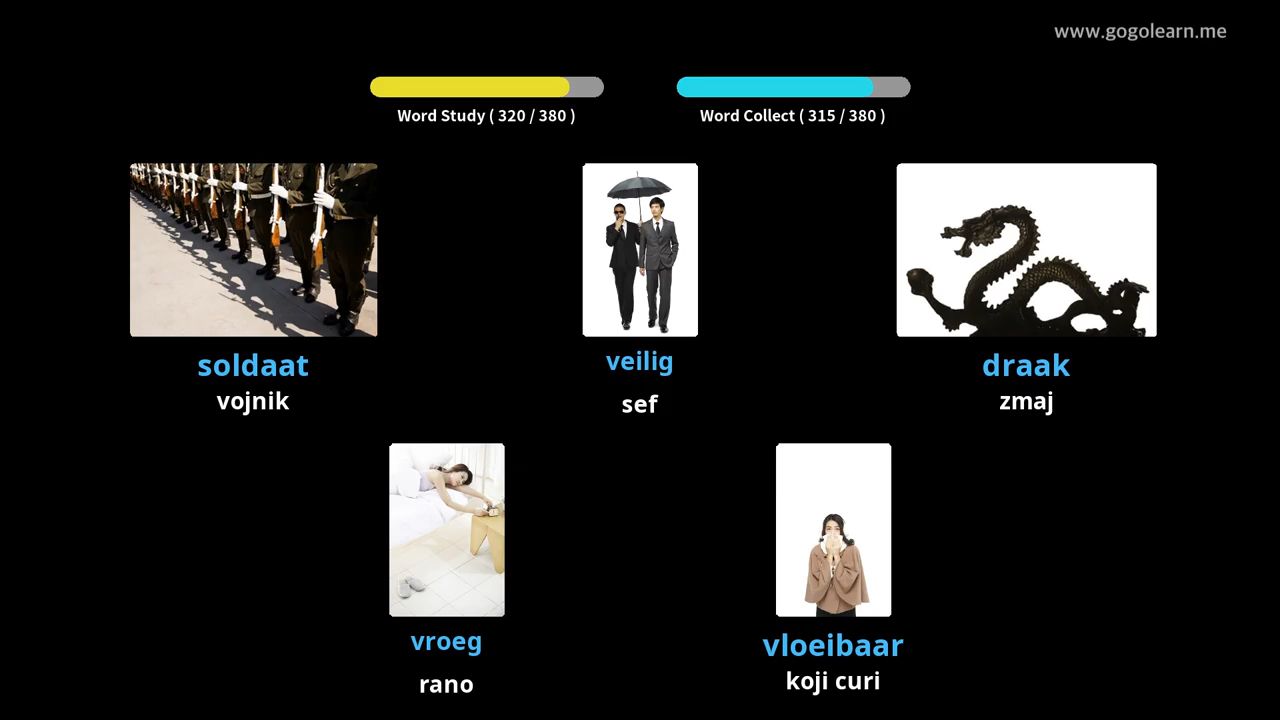 www.gogolearn.me
Word Study ( 320 / 380 )
Word Collect ( 315 / 380 )
soldaat
vojnik
veilig
sef
draak
zmaj
vroeg
rano
vloeibaar
koji curi